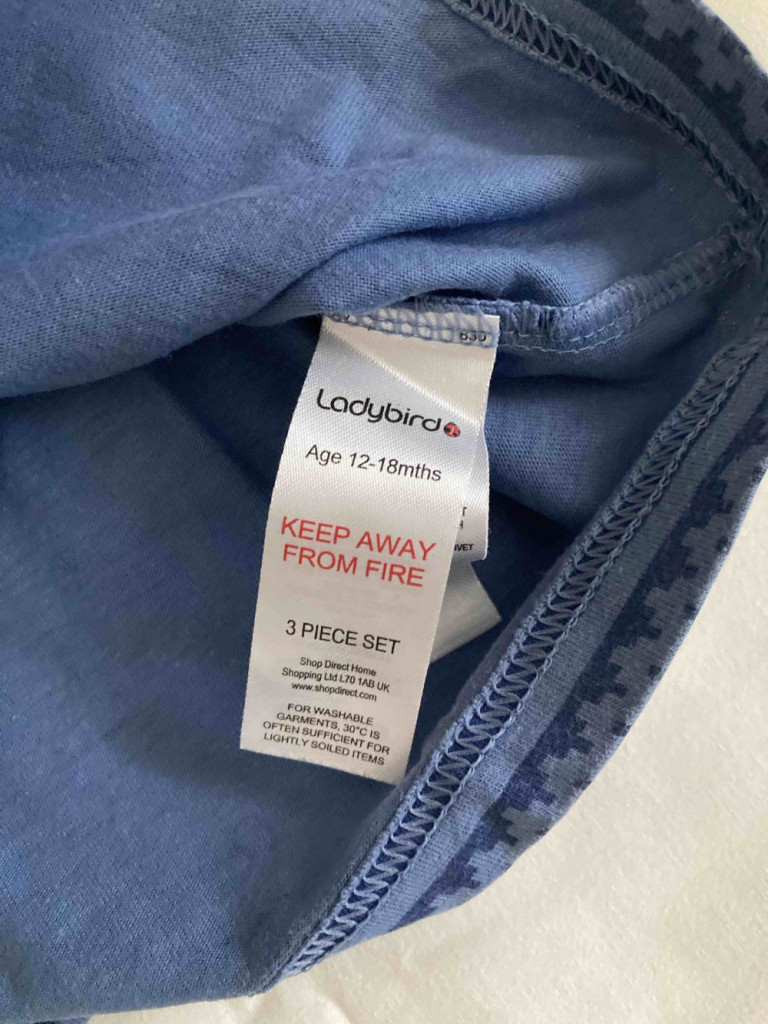 830
Ladybird
Age 12-18mths
KEEP AWAY
FROM FIRE
3 PIECE SET
Shop Direct Home
Shopping Ltd L70 1AB UK
www.shopdirect.com
FOR WASHABLE
GARMENTS, 30°C IS
OFTEN SUFFICIENT FOR
LIGHTLY SOILED ITEMS